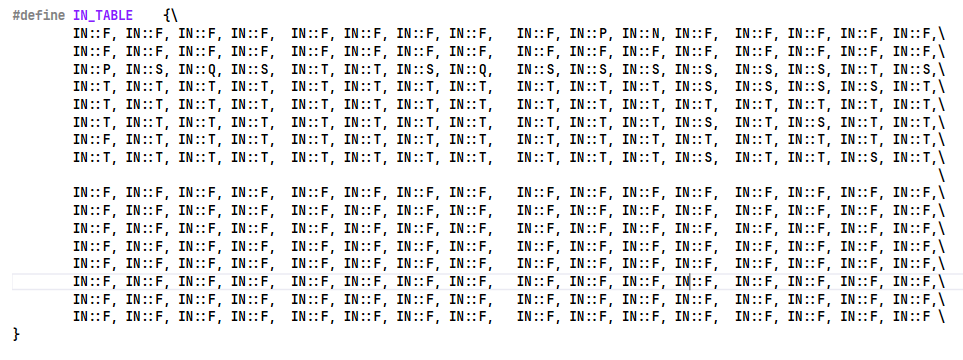 #define IN_TABLE    {\
IN::F, IN::F, IN::F, IN::F,  IN::F, IN::F, IN::F, IN::F,   IN::F, IN::P, IN::N, IN::F,  IN::F, IN::F, IN::F, IN::F,\
IN::F, IN::F, IN::F, IN::F,  IN::F, IN::F, IN::F, IN::F,   IN::F, IN::F, IN::F, IN::F,  IN::F, IN::F, IN::F, IN::F,\
IN::P, IN::S, IN::Q, IN::S,  IN::T, IN::T, IN::S, IN::Q,   IN::S, IN::S, IN::S, IN::S,  IN::S, IN::S, IN::T, IN::S,\
IN::T, IN::T, IN::T, IN::T,  IN::T, IN::T, IN::T, IN::T,   IN::T, IN::T, IN::T, IN::S,  IN::S, IN::S, IN::S, IN::T,\
IN::T, IN::T, IN::T, IN::T,  IN::T, IN::T, IN::T, IN::T,   IN::T, IN::T, IN::T, IN::T,  IN::T, IN::T, IN::T, IN::T,\
IN::T, IN::T, IN::T, IN::T,  IN::T, IN::T, IN::T, IN::T,   IN::T, IN::T, IN::T, IN::S,  IN::T, IN::S, IN::T, IN::T,\
IN::F, IN::T, IN::T, IN::T,  IN::T, IN::T, IN::T, IN::T,   IN::T, IN::T, IN::T, IN::T,  IN::T, IN::T, IN::T, IN::T,\
IN::T, IN::T, IN::T, IN::T,  IN::T, IN::T, IN::T, IN::T,   IN::T, IN::T, IN::T, IN::S,  IN::T, IN::T, IN::S, IN::T,\
\
IN::F, IN::F, IN::F, IN::F,  IN::F, IN::F, IN::F, IN::F,   IN::F, IN::F, IN::F, IN::F,  IN::F, IN::F, IN::F, IN::F,\
IN::F, IN::F, IN::F, IN::F,  IN::F, IN::F, IN::F, IN::F,   IN::F, IN::F, IN::F, IN::F,  IN::F, IN::F, IN::F, IN::F,\
IN::F, IN::F, IN::F, IN::F,  IN::F, IN::F, IN::F, IN::F,   IN::F, IN::F, IN::F, IN::F,  IN::F, IN::F, IN::F, IN::F,\
IN::F, IN::F, IN::F, IN::F,  IN::F, IN::F, IN::F, IN::F,   IN::F, IN::F, IN::F, IN::F,  IN::F, IN::F, IN::F, IN::F,\
IN::F, IN::F, IN::F, IN::F,  IN::F, IN::F, IN::F, IN::F,   IN::F, IN::F, IN::F, IN::F,  IN::F, IN::F, IN::F, IN::F,\
IN::F, IN::F, IN::F, IN::F,  IN::F, IN::F, IN::F, IN::F,   IN::F, IN::F, IN::F, IN::F,  IN::F, IN::F, IN::F, IN::F,\
IN::F, IN::F, IN::F, IN::F,  IN::F, IN::F, IN::F, IN::F,   IN::F, IN::F, IN::F, IN::F,  IN::F, IN::F, IN::F, IN::F,\
IN::F, IN::F, IN::F, IN::F,  IN::F, IN::F, IN::F, IN::F,   IN::F, IN::F, IN::F, IN::F,  IN::F, IN::F, IN::F, IN::F \
}